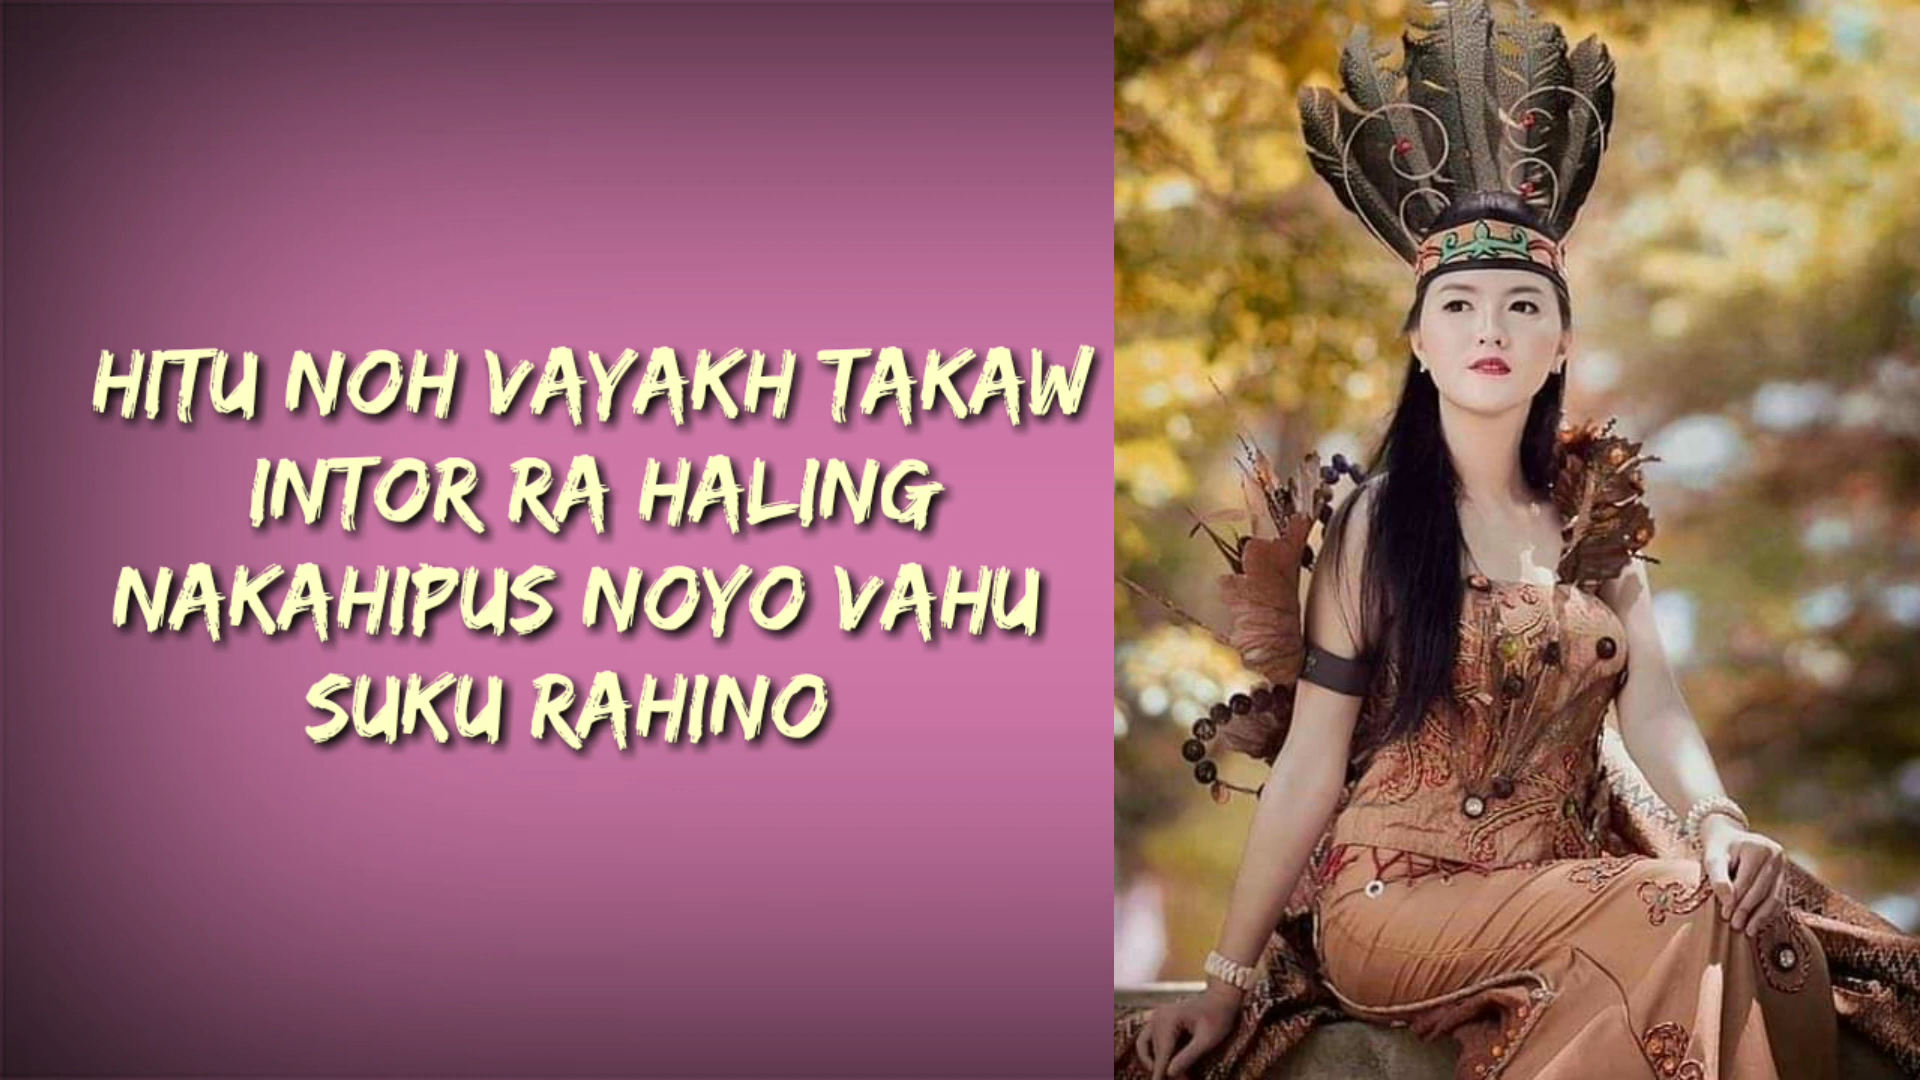 HITU NOH VAYAKH TAKAW
INTOR RA HALING
NAKAHIPUS NOYO VAHU
SUKU RAHINO